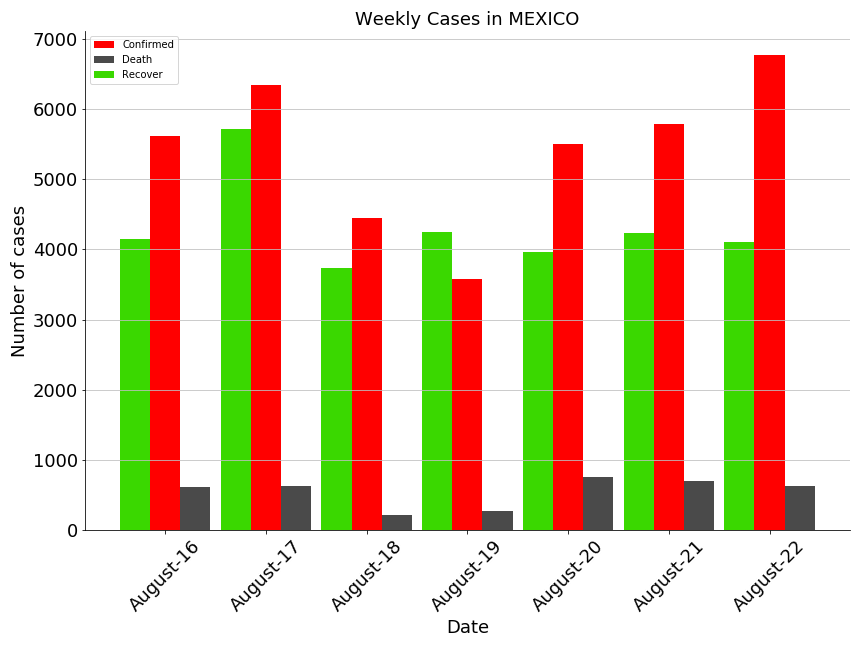 Weekly Cases in MEXICO
Confirmed
Death
Recover
Number of cases
7000
6000
5000
4000
3000
2000
1000
0
August-16
August-17
August-18
August-19
August-20
August-21
August-22
Date